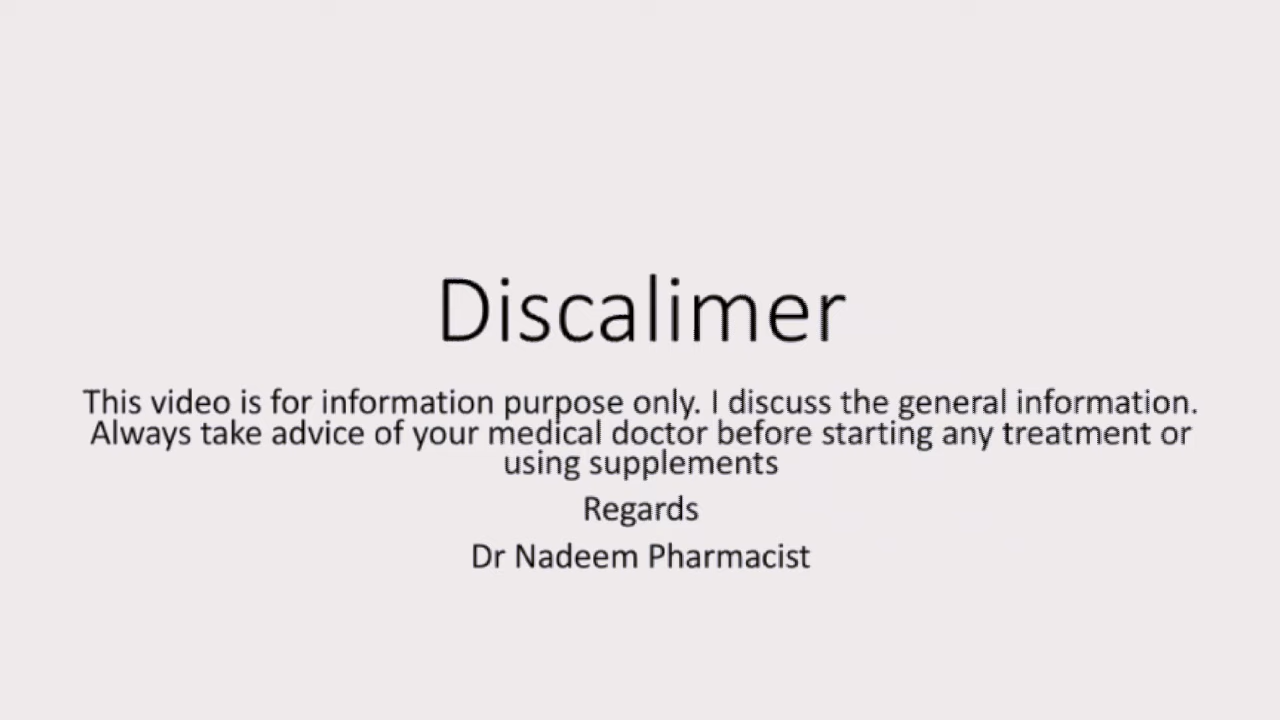 Discalimer
This video is for information purpose only. I discuss the general information.
Always take advice of your medical doctor before starting any treatment or
using supplements
Regards
Dr Nadeem Pharmacist